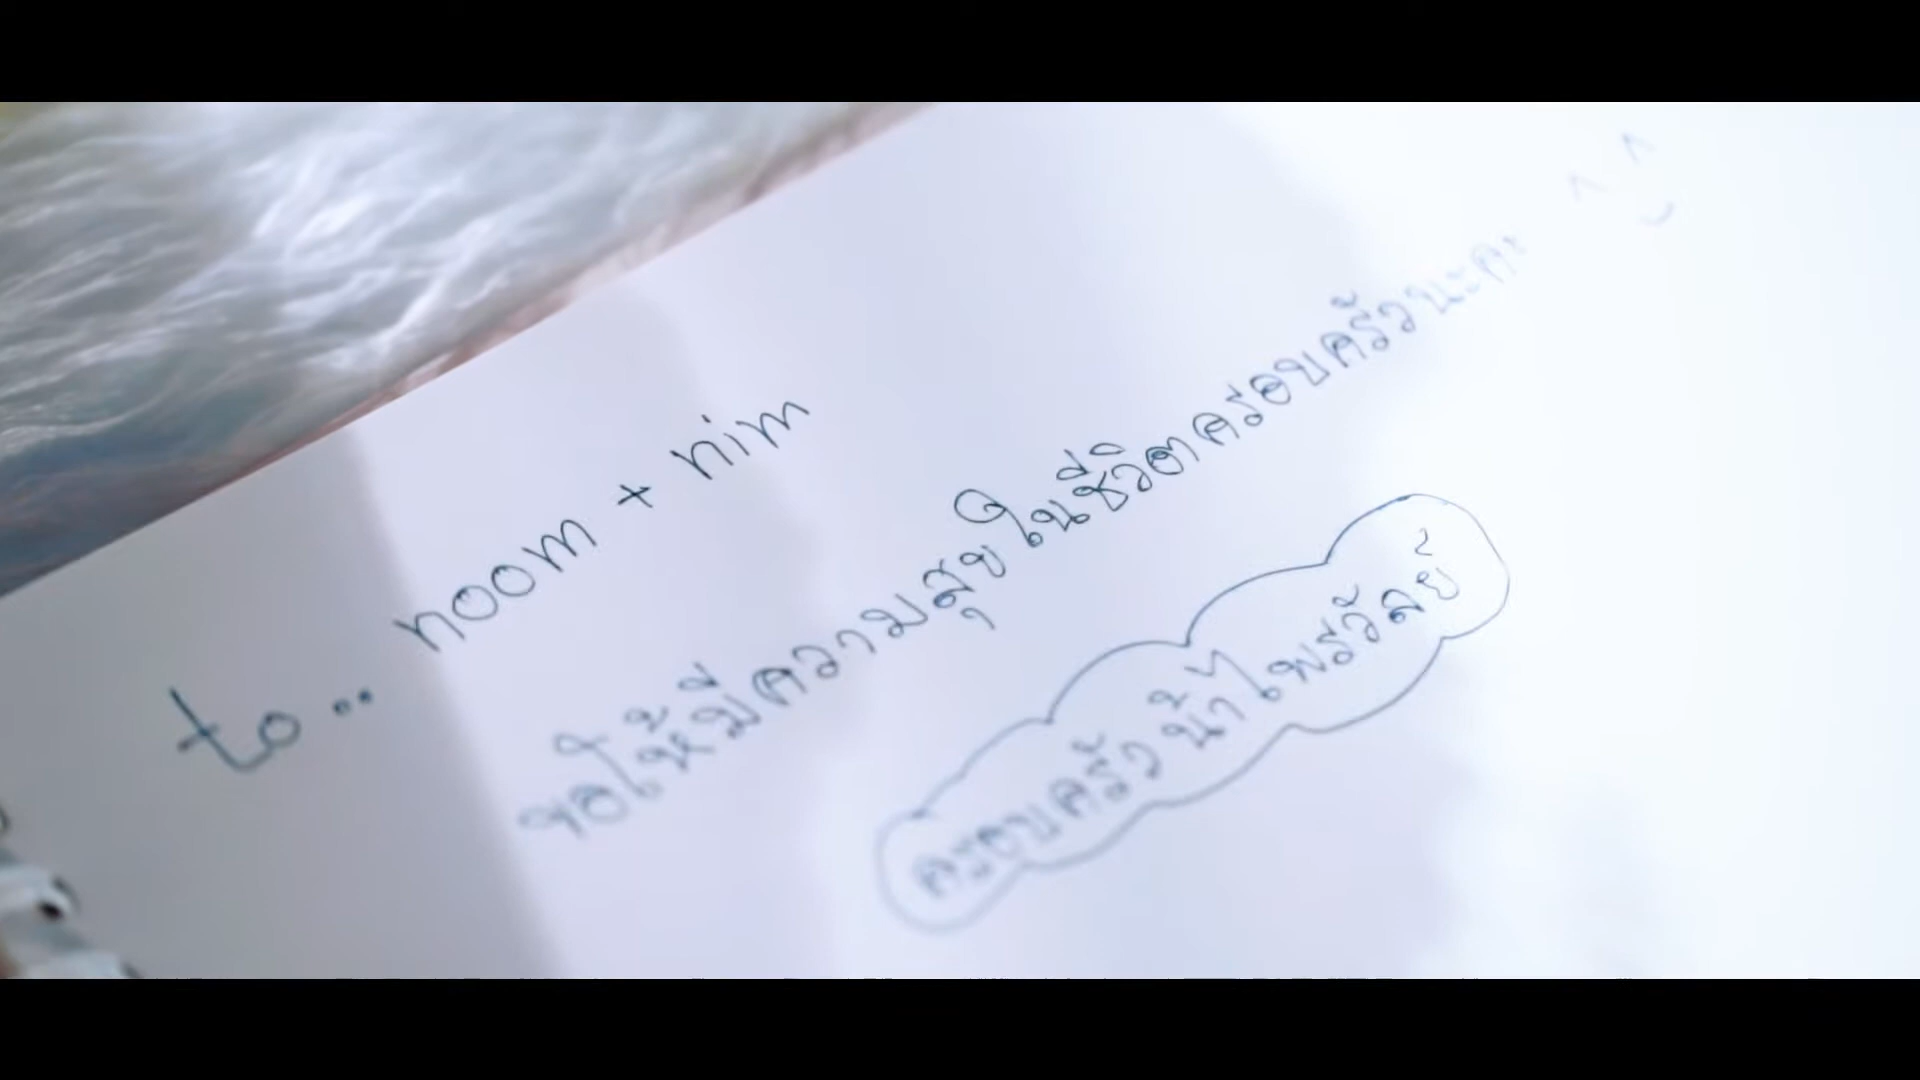 to.. noom + nim
ขอให้มีความสุขในชีวิตครอบครัวนะคะ ^_^
ครอบครัว น้าไพรวัลย์